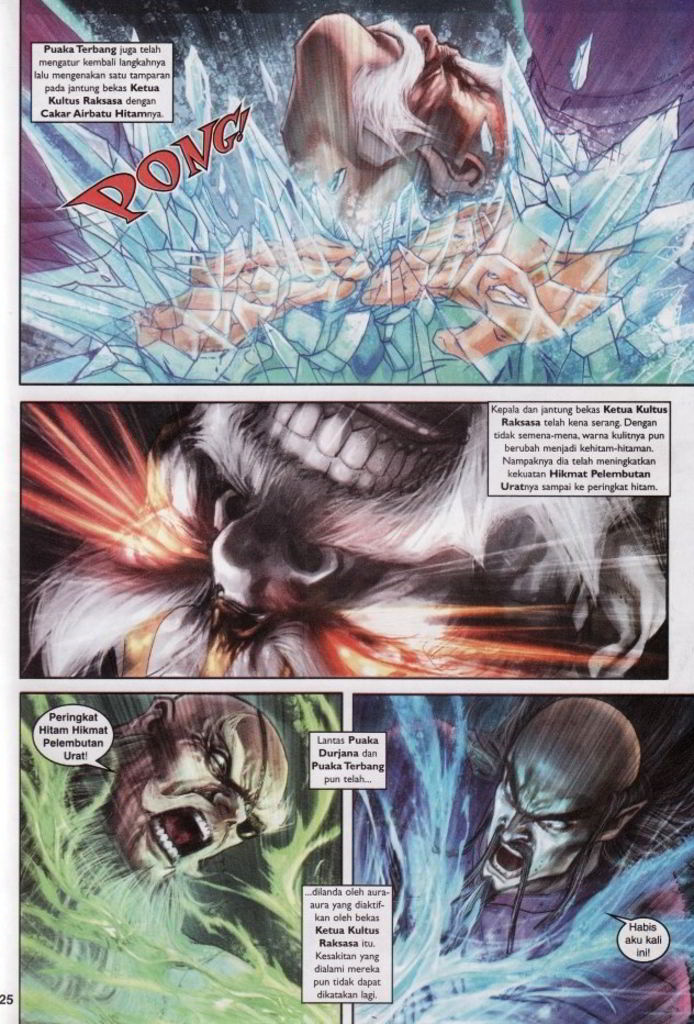 Puaka Terbang juga telah
mengatur kembali langkahnya
lalu mengenakan satu tamparan
pada jantung bekas Ketua
Kultus Raksasa dengan
Cakar Airbatu Hitamnya.
PONG!
Kepala dan jantung bekas Ketua Kultus
Raksasa telah kena serang. Dengan
tidak semena-mena, warna kulitnya pun
berubah menjadi kehitam-hitaman.
Nampaknya dia telah meningkatkan
kekuatan Hikmat Pelembutan
Uratnya sampai ke peringkat hitam.
Peringkat
Hitam Hikmat
Pelembutan
Urat!
Lantas Puaka
Durjana dan
Puaka Terbang
pun telah...
...dilanda oleh aura-
aura yang diaktif-
kan oleh bekas
Ketua Kultus
Raksasa itu.
Kesakitan yang
dialami mereka
pun tidak dapat
dikatakan lagi.
Habis
aku kali
ini!
25